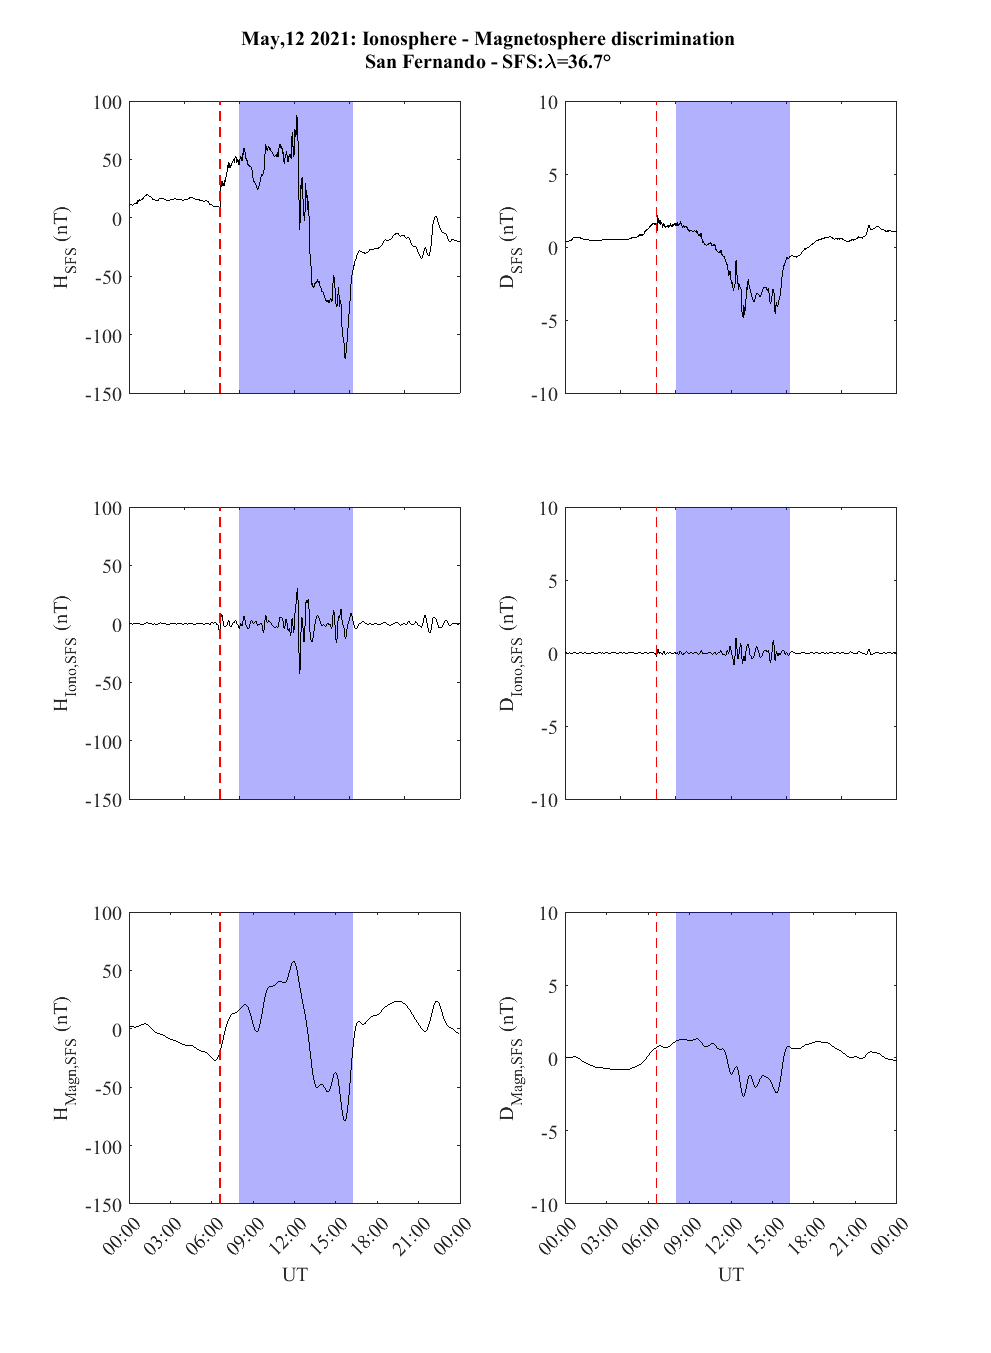 May,12 2021: Ionosphere - Magnetosphere discrimination
San Fernando - SFS:λ=36.7°
100
50
0
-50
-100
-150
H_SFS (nT)
10
5
0
-5
-10
D_SFS (nT)
100
50
0
-50
-100
-150
H_Iono,SFS (nT)
10
5
0
-5
-10
D_Iono,SFS (nT)
100
50
0
-50
-100
-150
H_Magn,SFS (nT)
00:00 03:00 06:00 09:00 12:00 15:00 18:00 21:00 00:00
UT
10
5
0
-5
-10
D_Magn,SFS (nT)
00:00 03:00 06:00 09:00 12:00 15:00 18:00 21:00 00:00
UT